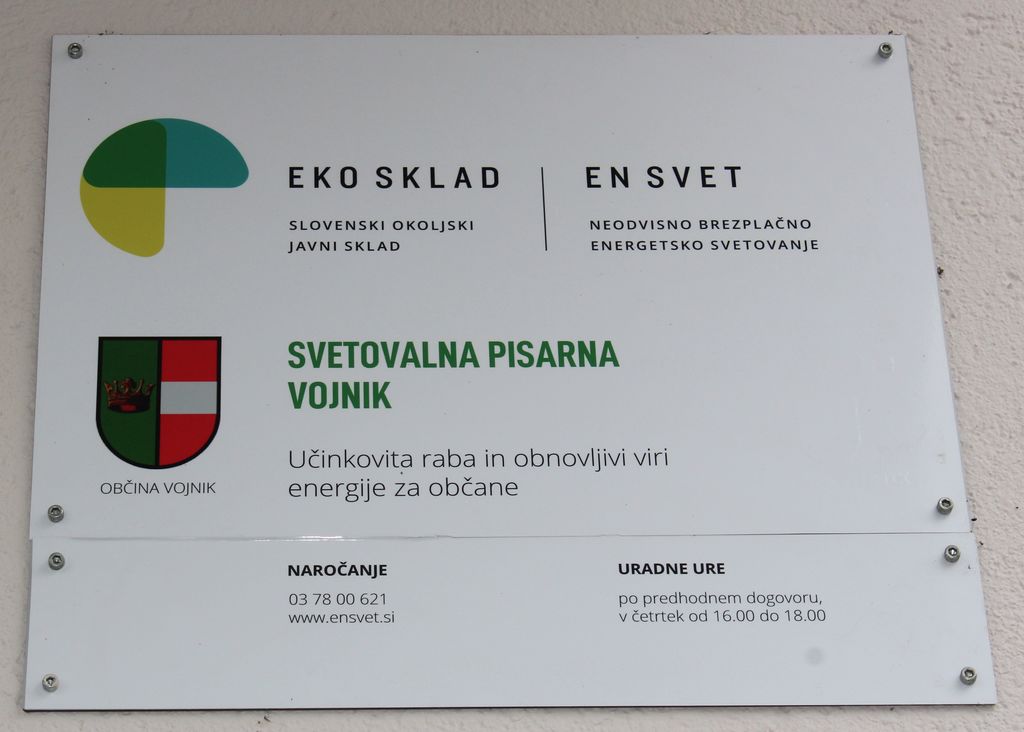 EKO SKLAD
SLOVENSKI OKOLJSKI
JAVNI SKLAD
EN SVET
NEODVISNO BREZPLAČNO
ENERGETSKO SVETOVANJE
OBČINA VOJNIK
SVETOVALNA PISARNA
VOJNIK
Učinkovita raba in obnovljivi viri
energije za občane
NAROČANJE
03 78 00 621
www.ensvet.si
URADNE URE
po predhodnem dogovoru,
v četrtek od 16.00 do 18.00